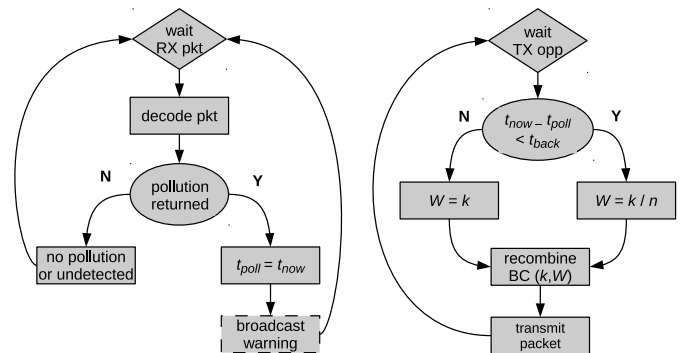 wait
RX pkt
decode pkt
N
pollution
returned
Y
no pollution
or undetected
t_poll = t_now
broadcast
warning
wait
TX opp
N
t_now – t_poll
< t_back
Y
W = k
W = k / n
recombine
BC (k,W)
transmit
packet